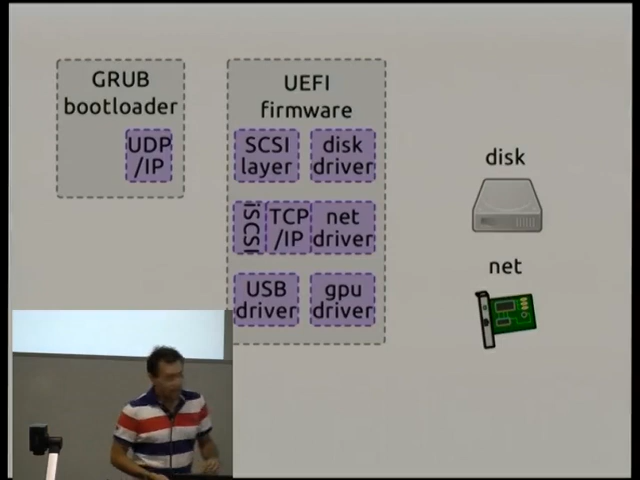 GRUB
bootloader
UDP
/IP
UEFI
firmware
SCSI
layer
disk
driver
iSCSI
TCP
/IP
net
driver
USB
driver
gpu
driver
disk
net